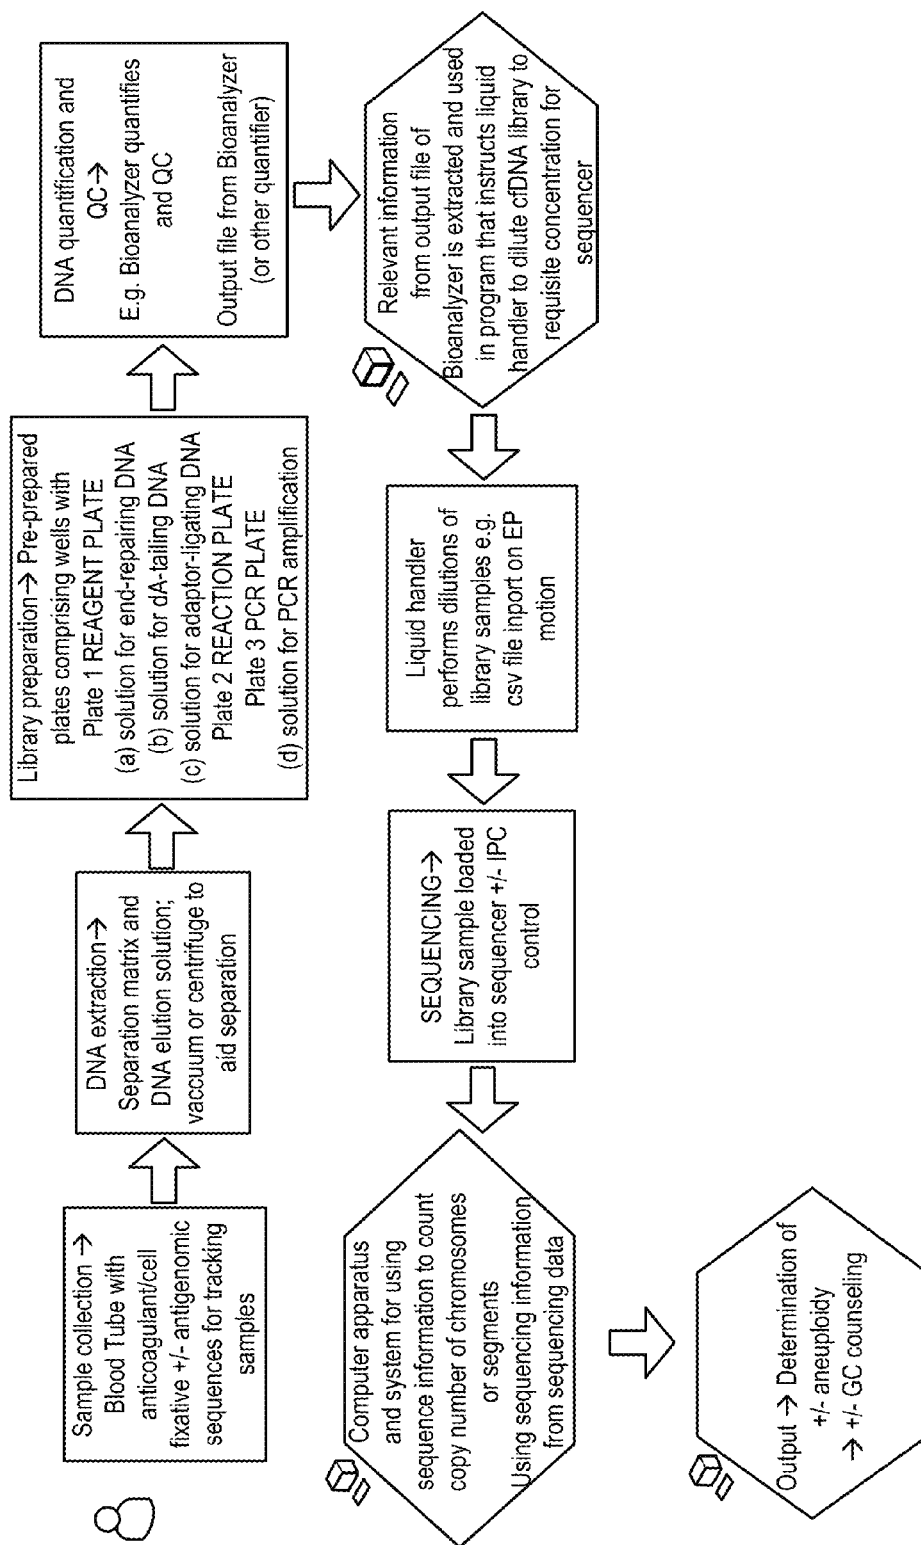 Sample collection →
Blood Tube with
anticoagulant/cell
fixative +/- antigenomic
sequences for tracking
samples
DNA extraction→
Separation matrix and
DNA elution solution;
vaccuum or centrifuge to
aid separation
Library preparation→ Pre-prepared
plates comprising wells with
Plate 1 REAGENT PLATE
(a) solution for end-repairing DNA
(b) solution for dA-tailing DNA
(c) solution for adaptor-ligating DNA
Plate 2 REACTION PLATE
Plate 3 PCR PLATE
(d) solution for PCR amplification
DNA quantification and
QC→
E.g. Bioanalyzer quantifies
and QC
Output file from Bioanalyzer
(or other quantifier)
Relevant information
from output file of
Bioanalyzer is extracted and used
in program that instructs liquid
handler to dilute cfDNA library to
requisite concentration for
sequencer
Liquid handler
performs dilutions of
library samples e.g.
csv file inport on EP
motion
SEQUENCING→
Library sample loaded
into sequencer +/- IPC
control
Computer apparatus
and system for using
sequence information to count
copy number of chromosomes
or segments
Using sequencing information
from sequencing data
Output → Determination of
+/- aneuploidy
→ +/- GC counseling